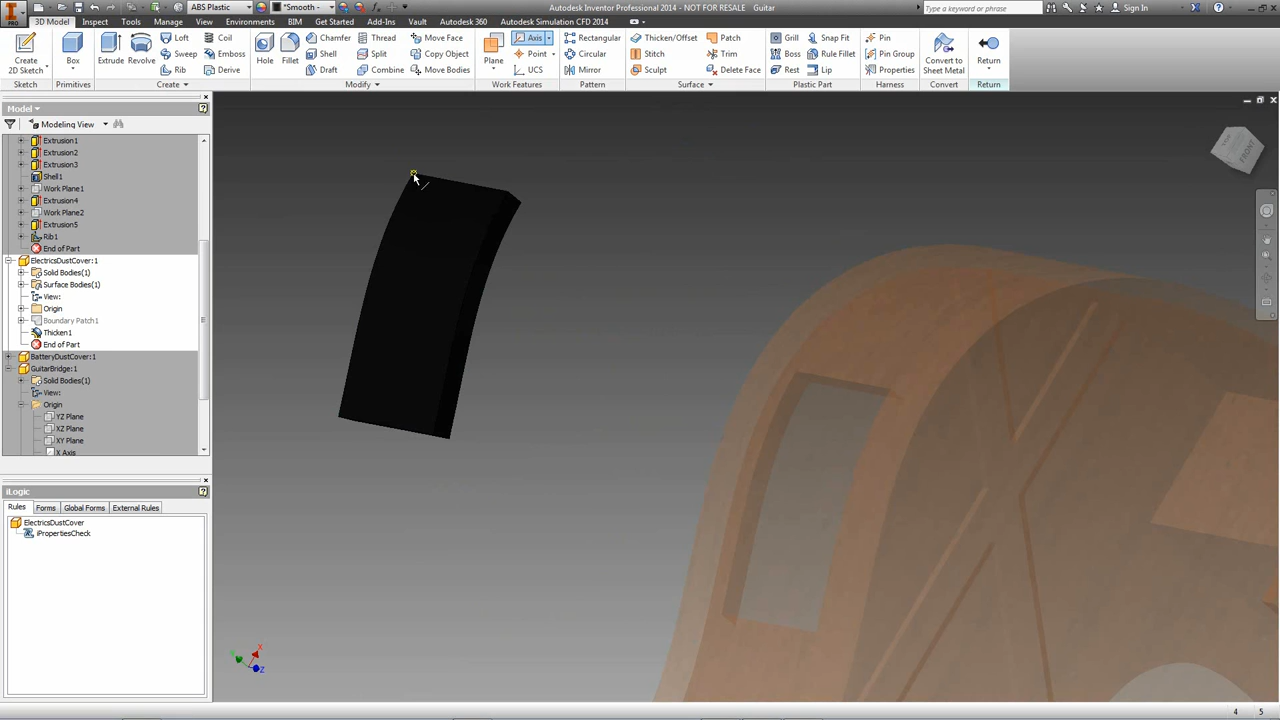 ABS Plastic
*Smooth
Autodesk Inventor Professional 2014 - NOT FOR RESALE Guitar
Type a keyword or phrase
Sign In
PRO
3D Model Inspect Tools Manage View Environments BIM Get Started Add-Ins Vault Autodesk 360 Autodesk Simulation CFD 2014
Create 2D Sketch Box Extrude Revolve Loft Coil Hole Fillet Chamfer Thread Move Face Plane Axis Rectangular Thicken/Offset Patch Grill Snap Fit Pin Convert to Sheet Metal Return
Sweep Emboss Shell Split Copy Object Point Circular Stitch Trim Boss Rule Fillet Pin Group
Rib Derive Draft Combine Move Bodies UCS Mirror Sculpt Delete Face Rest Lip Properties
Sketch Primitives Create Modify Work Features Pattern Surface Plastic Part Harness Convert Return
Model
Modeling View
Extrusion1
Extrusion2
Extrusion3
Shell1
Work Plane1
Extrusion4
Work Plane2
Extrusion5
Rib1
End of Part
ElectricsDustCover:1
Solid Bodies(1)
Surface Bodies(1)
View:
Origin
Boundary Patch1
Thicken1
End of Part
BatteryDustCover:1
GuitarBridge:1
Solid Bodies(1)
View:
Origin
YZ Plane
XZ Plane
XY Plane
X Axis
iLogic
Rules Forms Global Forms External Rules
ElectricsDustCover
iPropertiesCheck
FRONT
X
Z
4 5